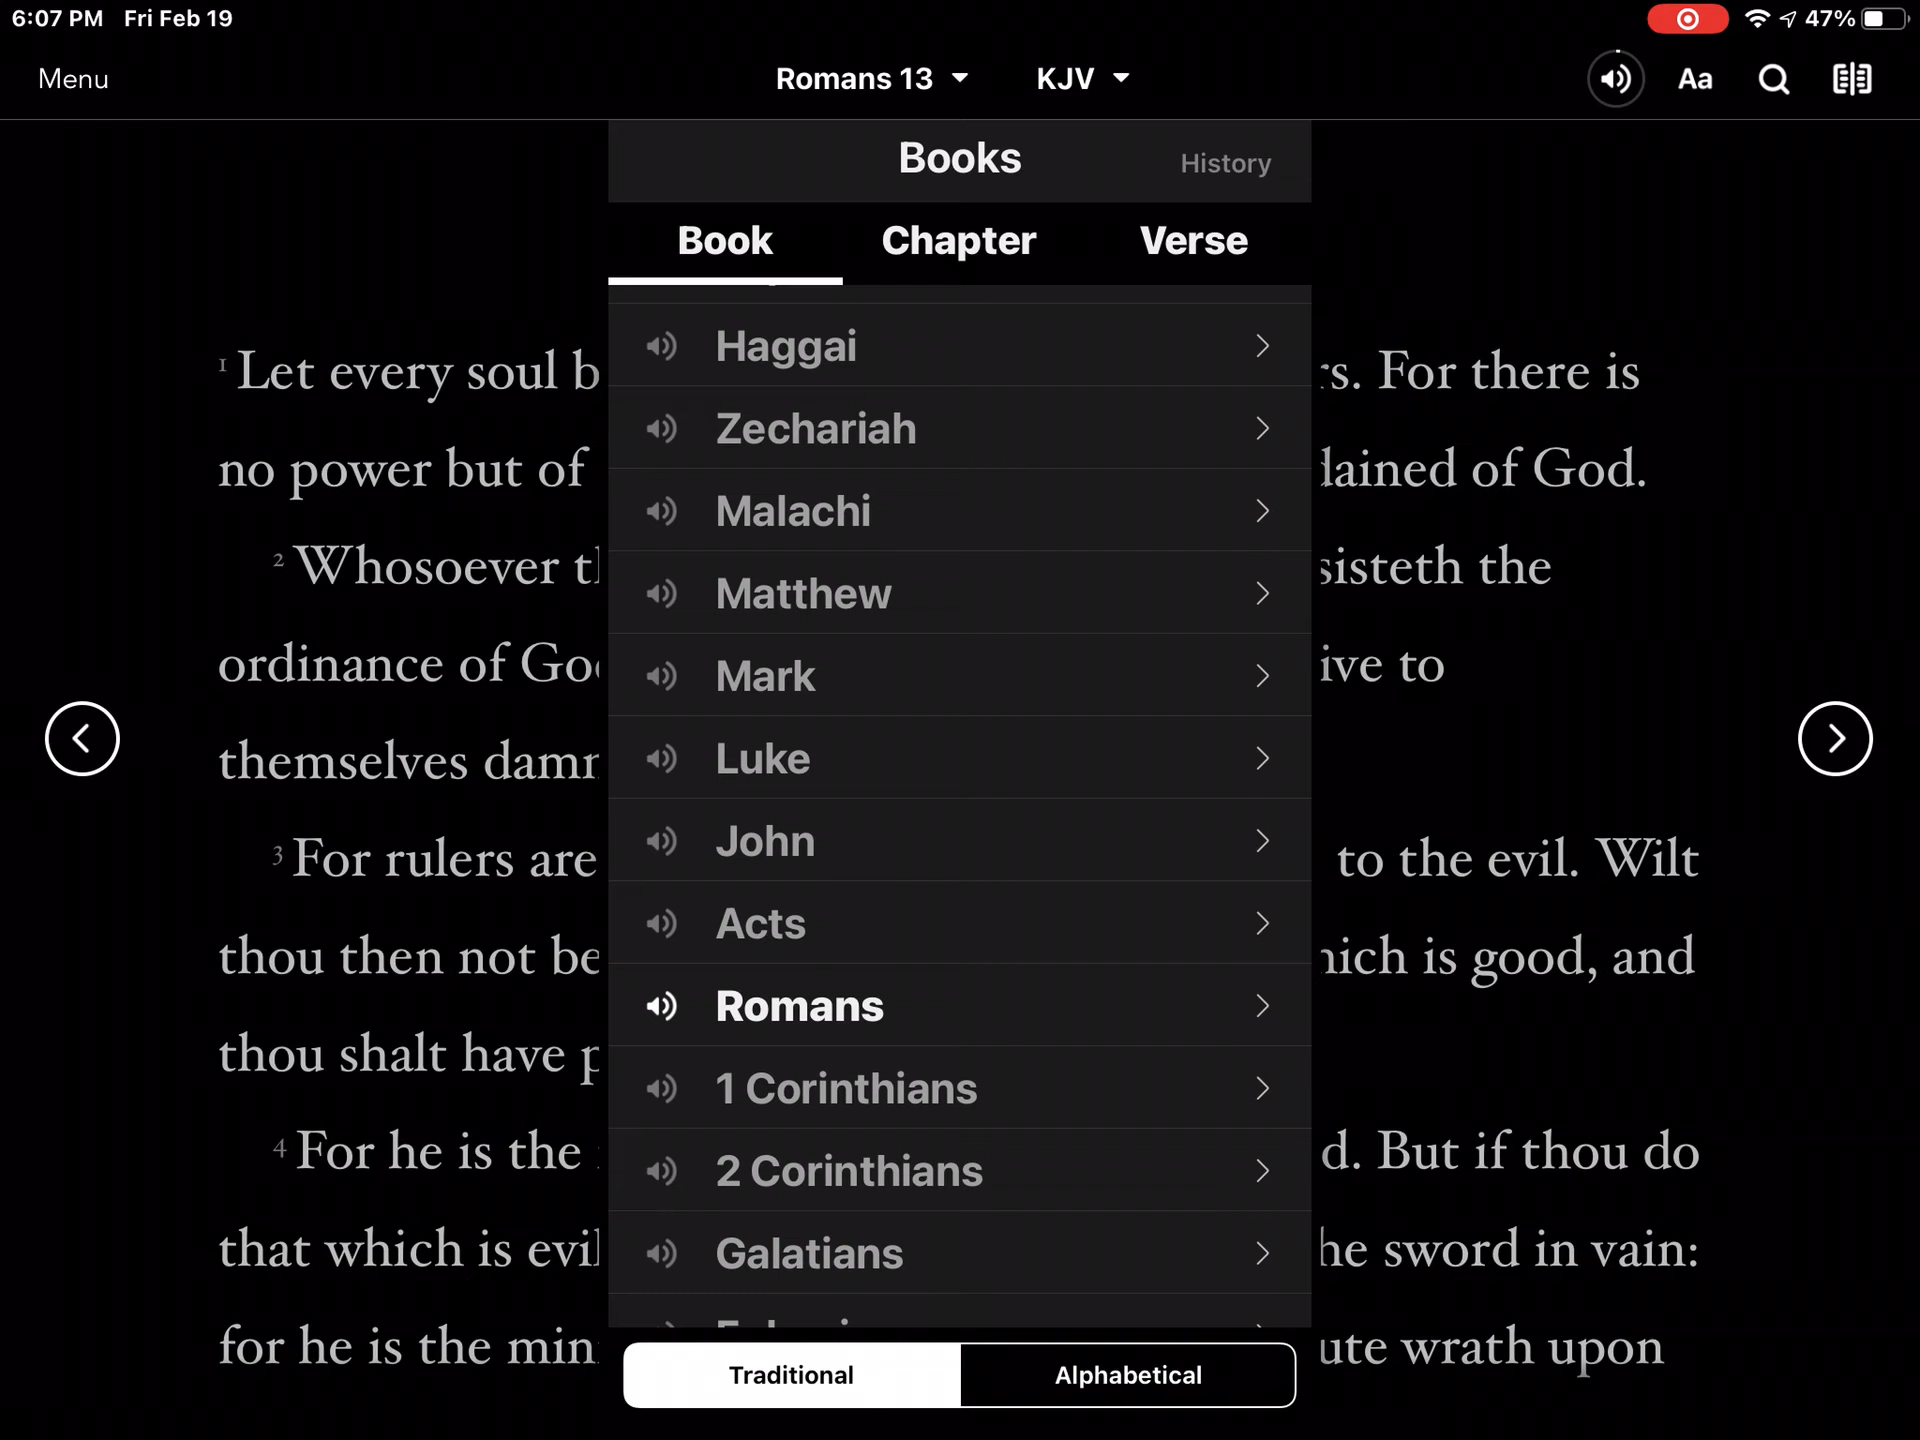 6:07 PM Fri Feb 19 47%
Menu Romans 13 KJV Aa
Books History
Book Chapter Verse
Haggai
Zechariah
Malachi
Matthew
Mark
Luke
John
Acts
Romans
1 Corinthians
2 Corinthians
Galatians
Traditional Alphabetical
1 Let every soul b rs. For there is
no power but of dained of God.
2 Whosoever th sisteth the
ordinance of Go ive to
themselves dam
3 For rulers are to the evil. Wilt
thou then not be hich is good, and
thou shalt have p
4 For he is the d. But if thou do
that which is evil he sword in vain:
for he is the min ute wrath upon